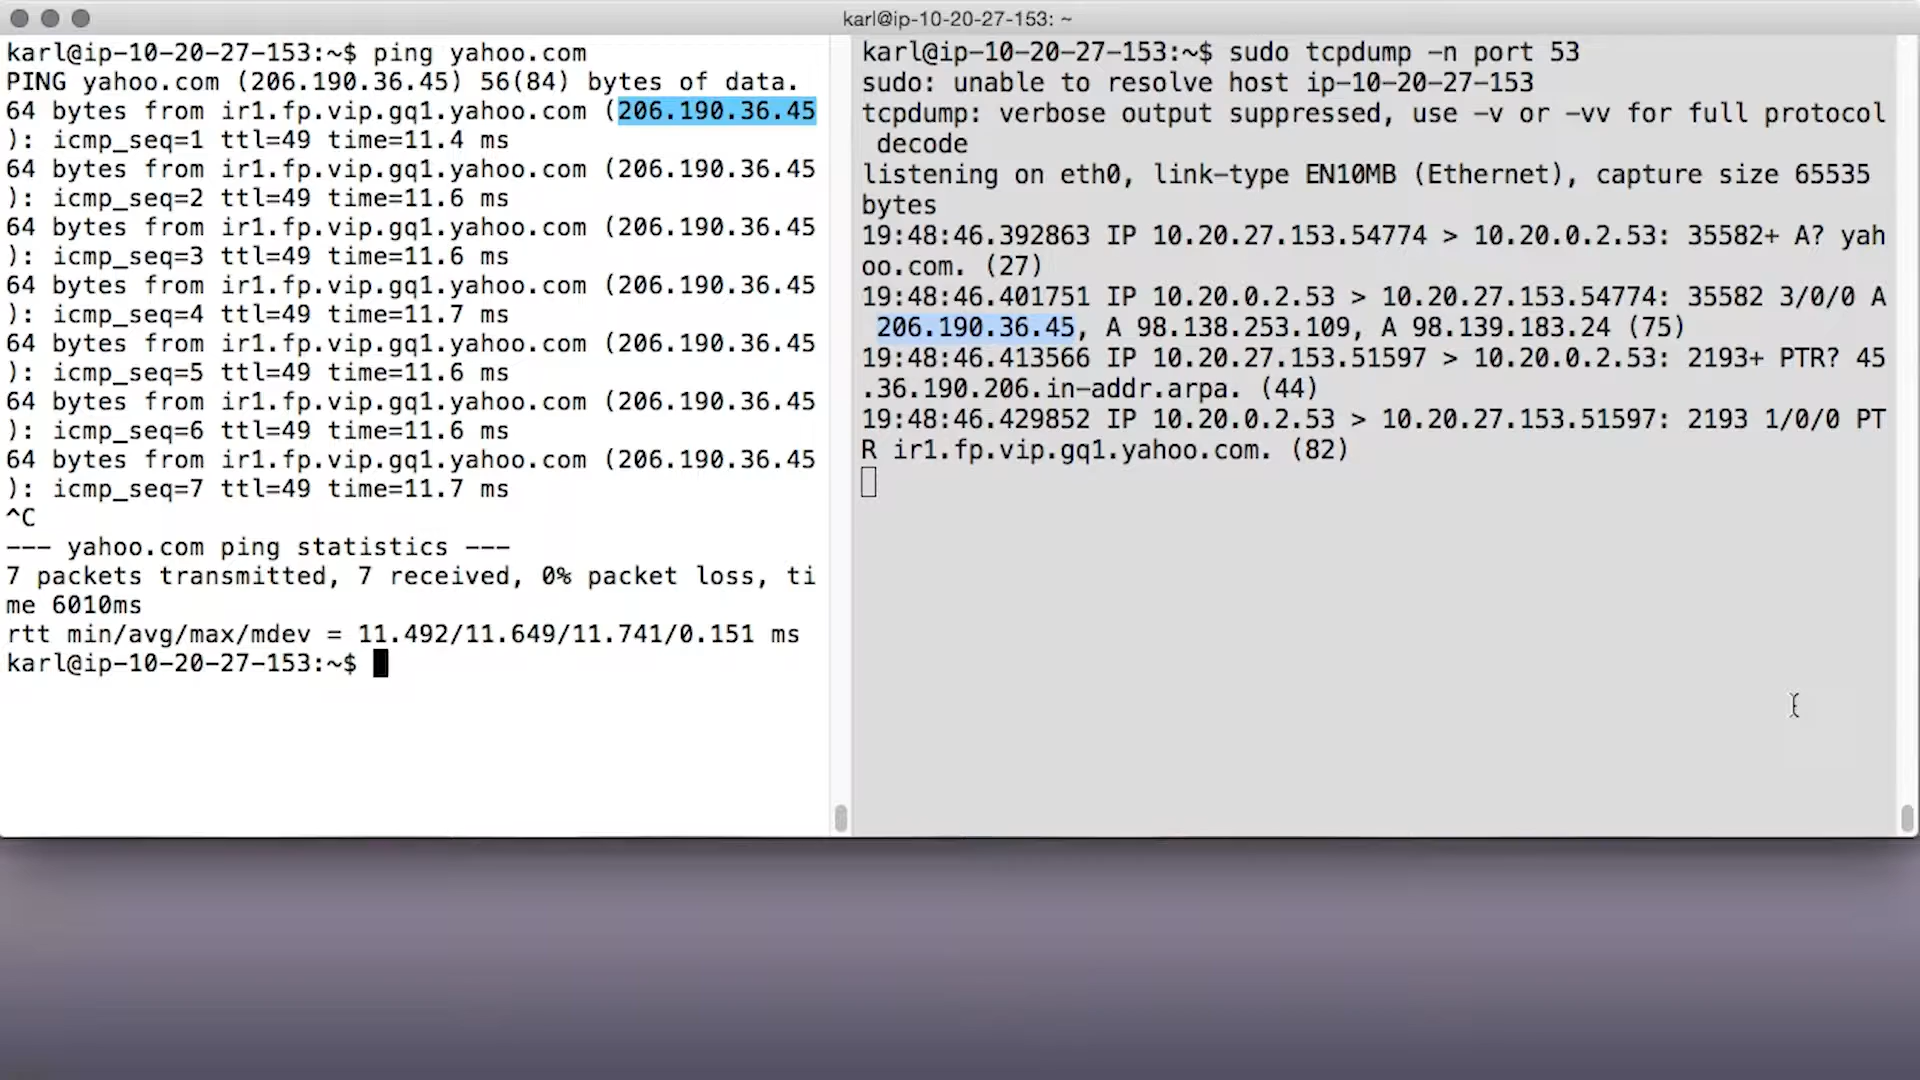 karl@ip-10-20-27-153: ~
karl@ip-10-20-27-153:~$ ping yahoo.com
PING yahoo.com (206.190.36.45) 56(84) bytes of data.
64 bytes from ir1.fp.vip.gq1.yahoo.com (206.190.36.45
): icmp_seq=1 ttl=49 time=11.4 ms
64 bytes from ir1.fp.vip.gq1.yahoo.com (206.190.36.45
): icmp_seq=2 ttl=49 time=11.6 ms
64 bytes from ir1.fp.vip.gq1.yahoo.com (206.190.36.45
): icmp_seq=3 ttl=49 time=11.6 ms
64 bytes from ir1.fp.vip.gq1.yahoo.com (206.190.36.45
): icmp_seq=4 ttl=49 time=11.7 ms
64 bytes from ir1.fp.vip.gq1.yahoo.com (206.190.36.45
): icmp_seq=5 ttl=49 time=11.6 ms
64 bytes from ir1.fp.vip.gq1.yahoo.com (206.190.36.45
): icmp_seq=6 ttl=49 time=11.6 ms
64 bytes from ir1.fp.vip.gq1.yahoo.com (206.190.36.45
): icmp_seq=7 ttl=49 time=11.7 ms
^C
--- yahoo.com ping statistics ---
7 packets transmitted, 7 received, 0% packet loss, ti
me 6010ms
rtt min/avg/max/mdev = 11.492/11.649/11.741/0.151 ms
karl@ip-10-20-27-153:~$
karl@ip-10-20-27-153:~$ sudo tcpdump -n port 53
sudo: unable to resolve host ip-10-20-27-153
tcpdump: verbose output suppressed, use -v or -vv for full protocol
decode
listening on eth0, link-type EN10MB (Ethernet), capture size 65535
bytes
19:48:46.392863 IP 10.20.27.153.54774 > 10.20.0.2.53: 35582+ A? yah
oo.com. (27)
19:48:46.401751 IP 10.20.0.2.53 > 10.20.27.153.54774: 35582 3/0/0 A
206.190.36.45, A 98.138.253.109, A 98.139.183.24 (75)
19:48:46.413566 IP 10.20.27.153.51597 > 10.20.0.2.53: 2193+ PTR? 45
.36.190.206.in-addr.arpa. (44)
19:48:46.429852 IP 10.20.0.2.53 > 10.20.27.153.51597: 2193 1/0/0 PT
R ir1.fp.vip.gq1.yahoo.com. (82)